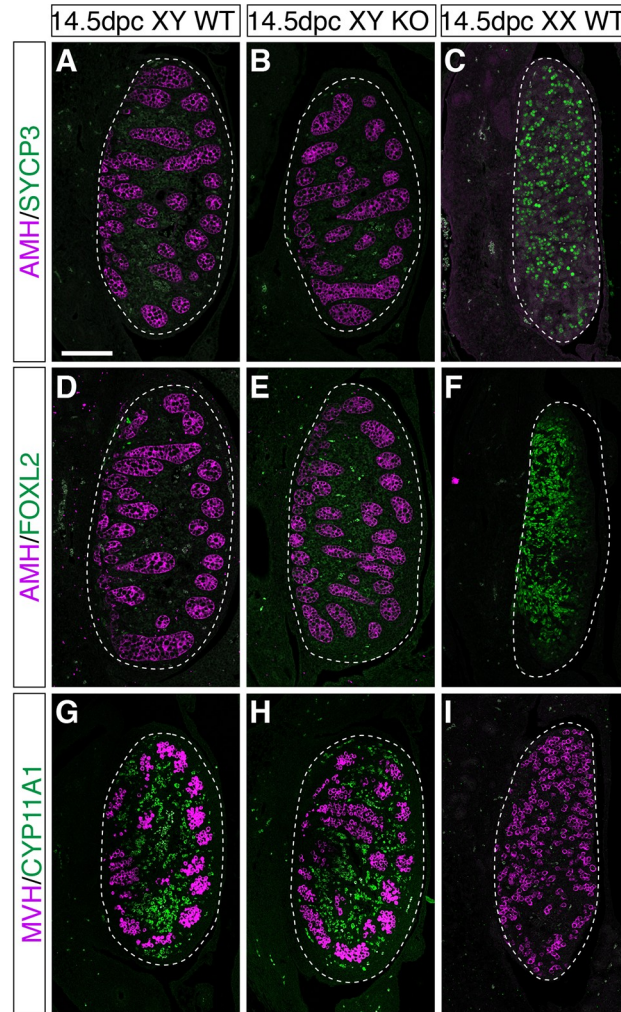 14.5dpc XY WT
14.5dpc XY KO
14.5dpc XX WT
A
B
C
AMH/SYCP3
D
E
F
AMH/FOXL2
G
H
I
MVH/CYP11A1